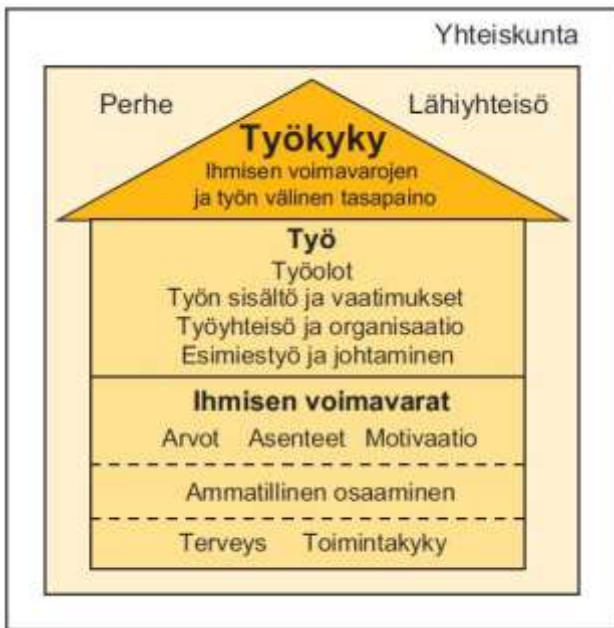 Yhteiskunta
Perhe
Lähiyhteisö
Työkyky
Ihmisen voimavarojen
ja työn välinen tasapaino
Työ
Työolot
Työn sisältö ja vaatimukset
Työyhteisö ja organisaatio
Esimiestyö ja johtaminen
Ihmisen voimavarat
Arvot Asenteet Motivaatio
Ammatillinen osaaminen
Terveys Toimintakyky